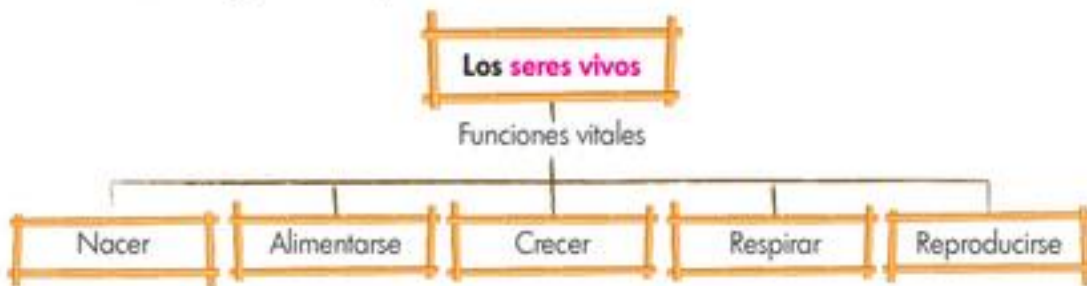 Los seres vivos
Funciones vitales
Nacer
Alimentarse
Crecer
Respirar
Reproducirse